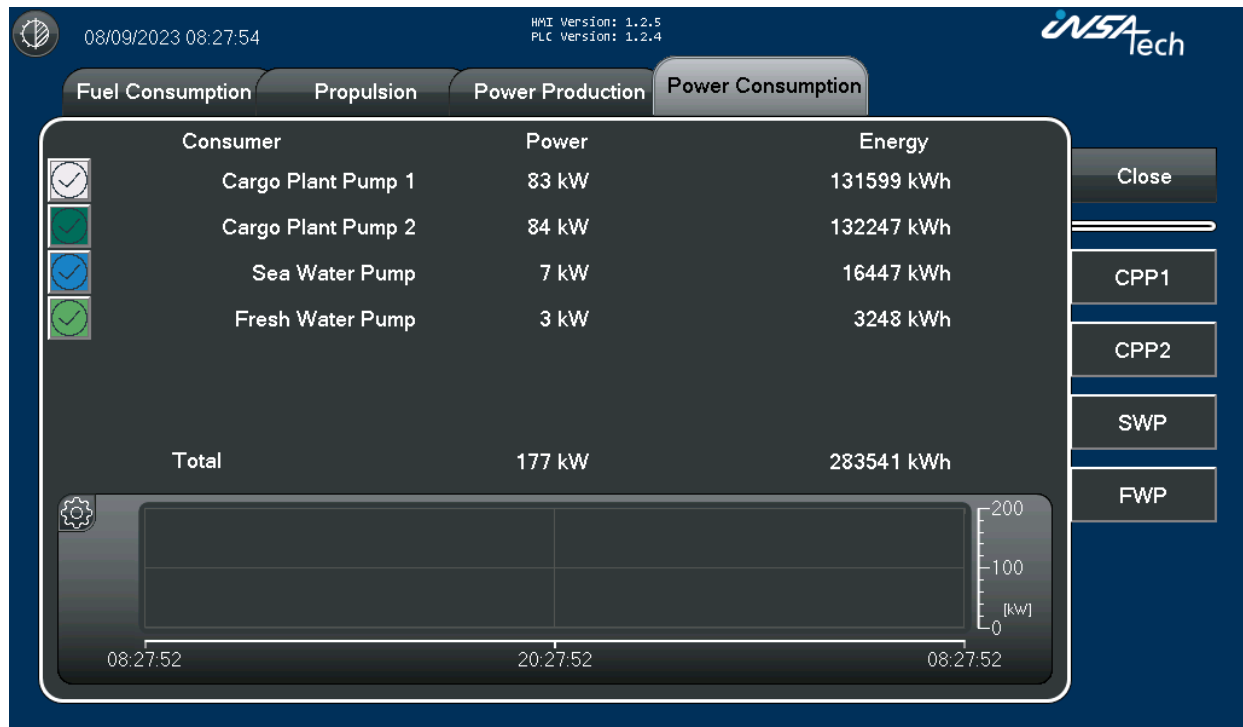 08/09/2023 08:27:54
HMI Version: 1.2.5
PLC Version: 1.2.4
iNSA Tech
Fuel Consumption Propulsion Power Production Power Consumption
Consumer Power Energy
Cargo Plant Pump 1 83 kW 131599 kWh
Cargo Plant Pump 2 84 kW 132247 kWh
Sea Water Pump 7 kW 16447 kWh
Fresh Water Pump 3 kW 3248 kWh
Total 177 kW 283541 kWh
200
100
[kW]
0
08:27:52 20:27:52 08:27:52
Close
CPP1
CPP2
SWP
FWP